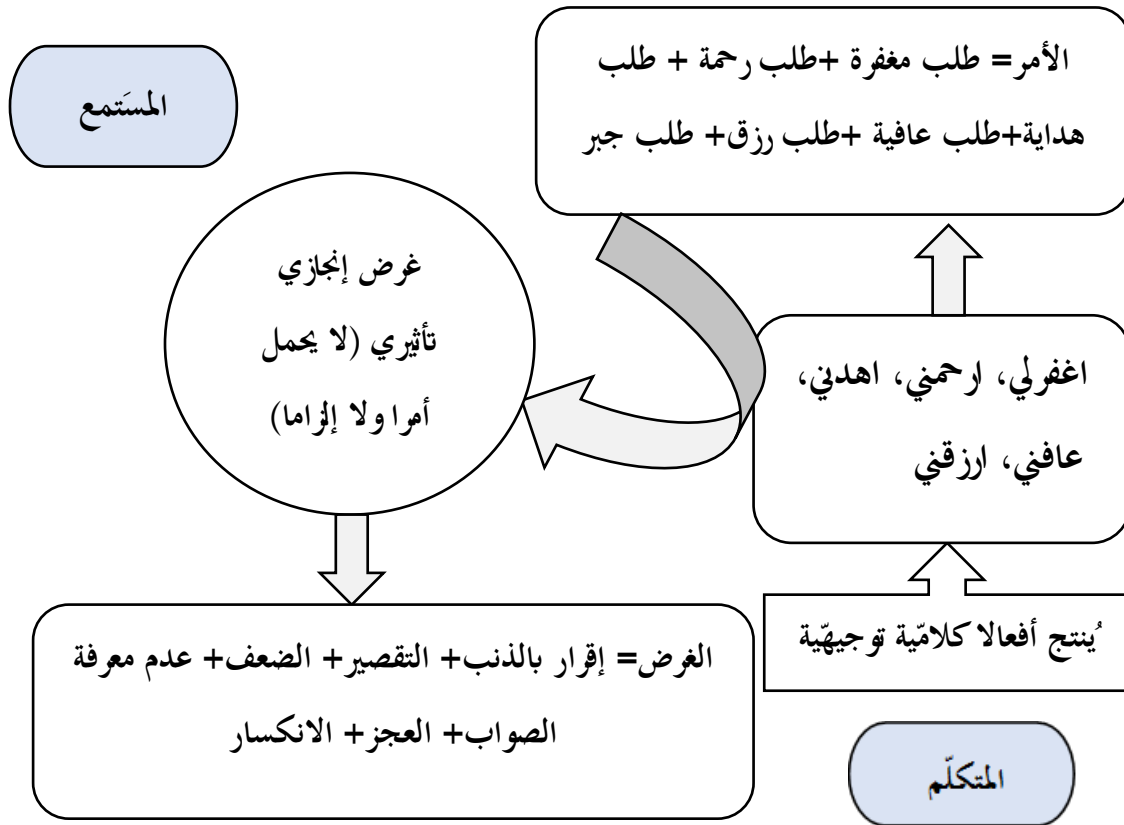 الأمر= طلب مغفرة +طلب رحمة + طلب
هداية+طلب عافية +طلب رزق+ طلب جبر
المسَتمع
غرض إنجازي
تأثيري (لا يحمل
أمرا ولا إلزاما)
اغفرلي، ارحمني، اهدني،
عافني، ارزقني
يُنتج أفعالا كلاميّة توجيهيّة
الغرض= إقرار بالذنب+ التقصير+ الضعف+ عدم معرفة
الصواب+ العجز+ الانكسار
المتكلّم